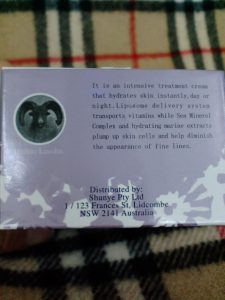 It is an intensive treatment cream
that hydrates skin instantly,day or
night.Liposome delivery system
transports vitamins while Sea Mineral
Complex and hydrating marine extracts
plump up skin cells and help diminish
the appearance of fine lines.
Distributed by:
Shunye Pty Ltd
1 / 123 Frances St, Lidcombe
NSW 2141 Australia